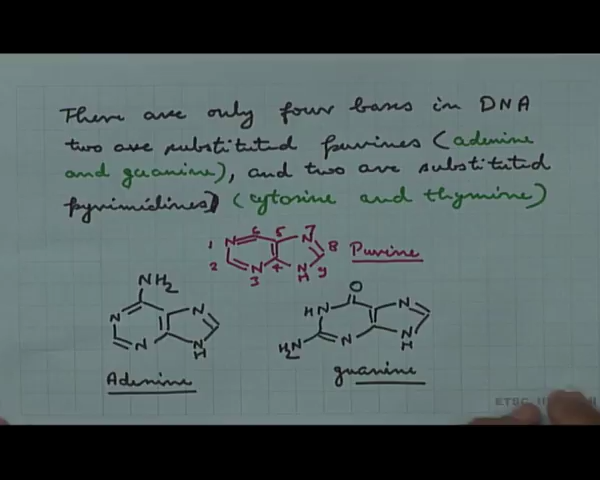 There are only four bases in DNA
two are substituted purines (adenine
and guanine), and two are substituted
pyrimidines) (cytosine and thymine)
6 5 7
1 N N 8 Purine
2 N 4 N 9
3 H
NH2
N N
N N
H
Adenine
O
HN N
H2N N N
H
guanine